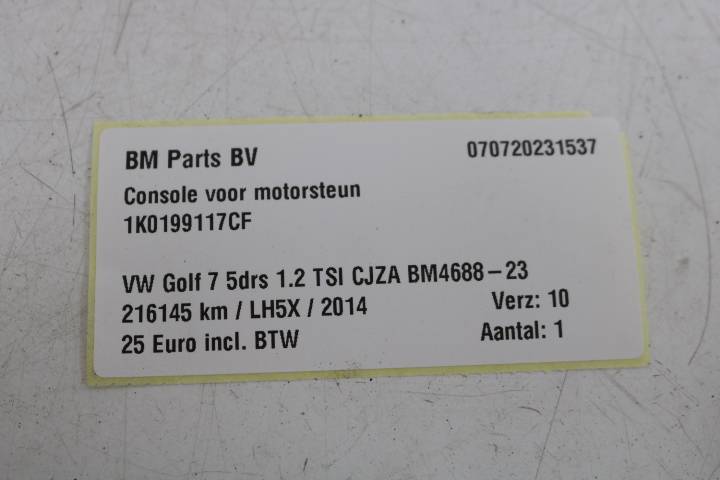 BM Parts BV 070720231537
Console voor motorsteun
1K0199117CF
VW Golf 7 5drs 1.2 TSI CJZA BM4688-23
216145 km / LH5X / 2014 Verz: 10
25 Euro incl. BTW Aantal: 1